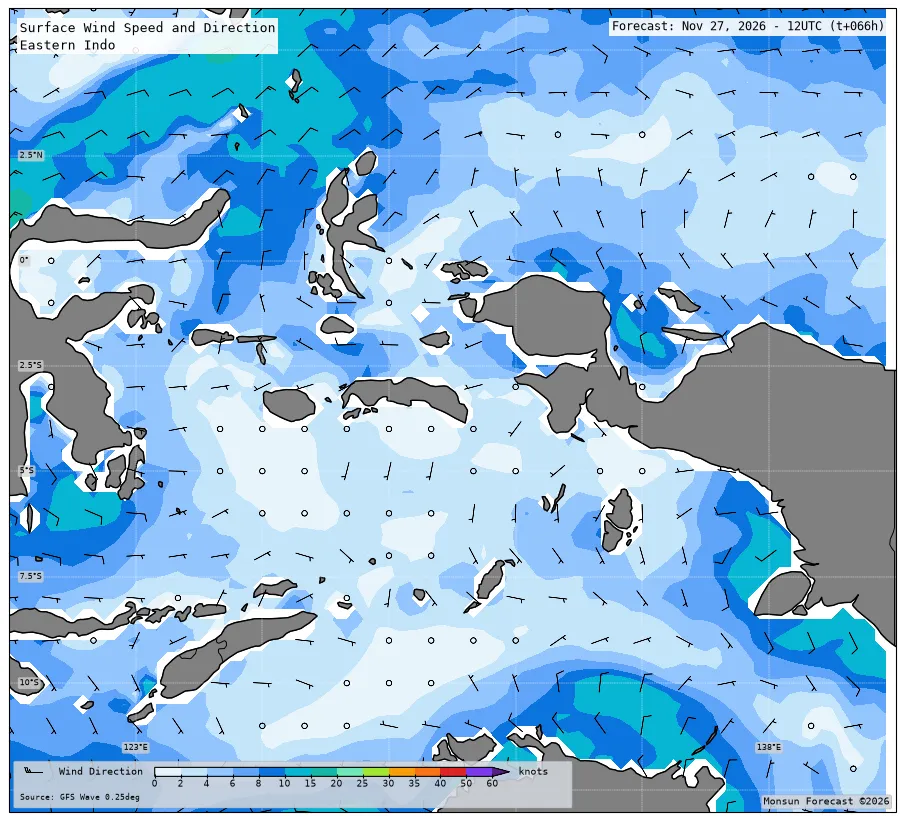 Surface Wind Speed and Direction
Eastern Indo
Forecast: Nov 27, 2026 - 12UTC (t+066h)
2.5°N
0°
2.5°S
5°S
7.5°S
10°S
123°E
138°E
Wind Direction
0 2 4 6 8 10 15 20 25 30 35 40 50 60
knots
Source: GFS Wave 0.25deg
Monsun Forecast ©2026